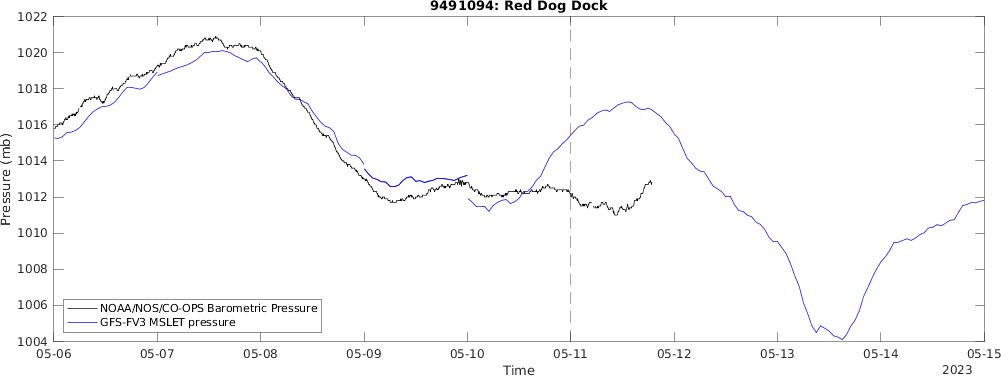 9491094: Red Dog Dock
1022
1020
1018
1016
1014
1012
1010
1008
1006
1004
Pressure (mb)
NOAA/NOS/CO-OPS Barometric Pressure
GFS-FV3 MSLET pressure
05-06 05-07 05-08 05-09 05-10 05-11 05-12 05-13 05-14 05-15
Time
2023